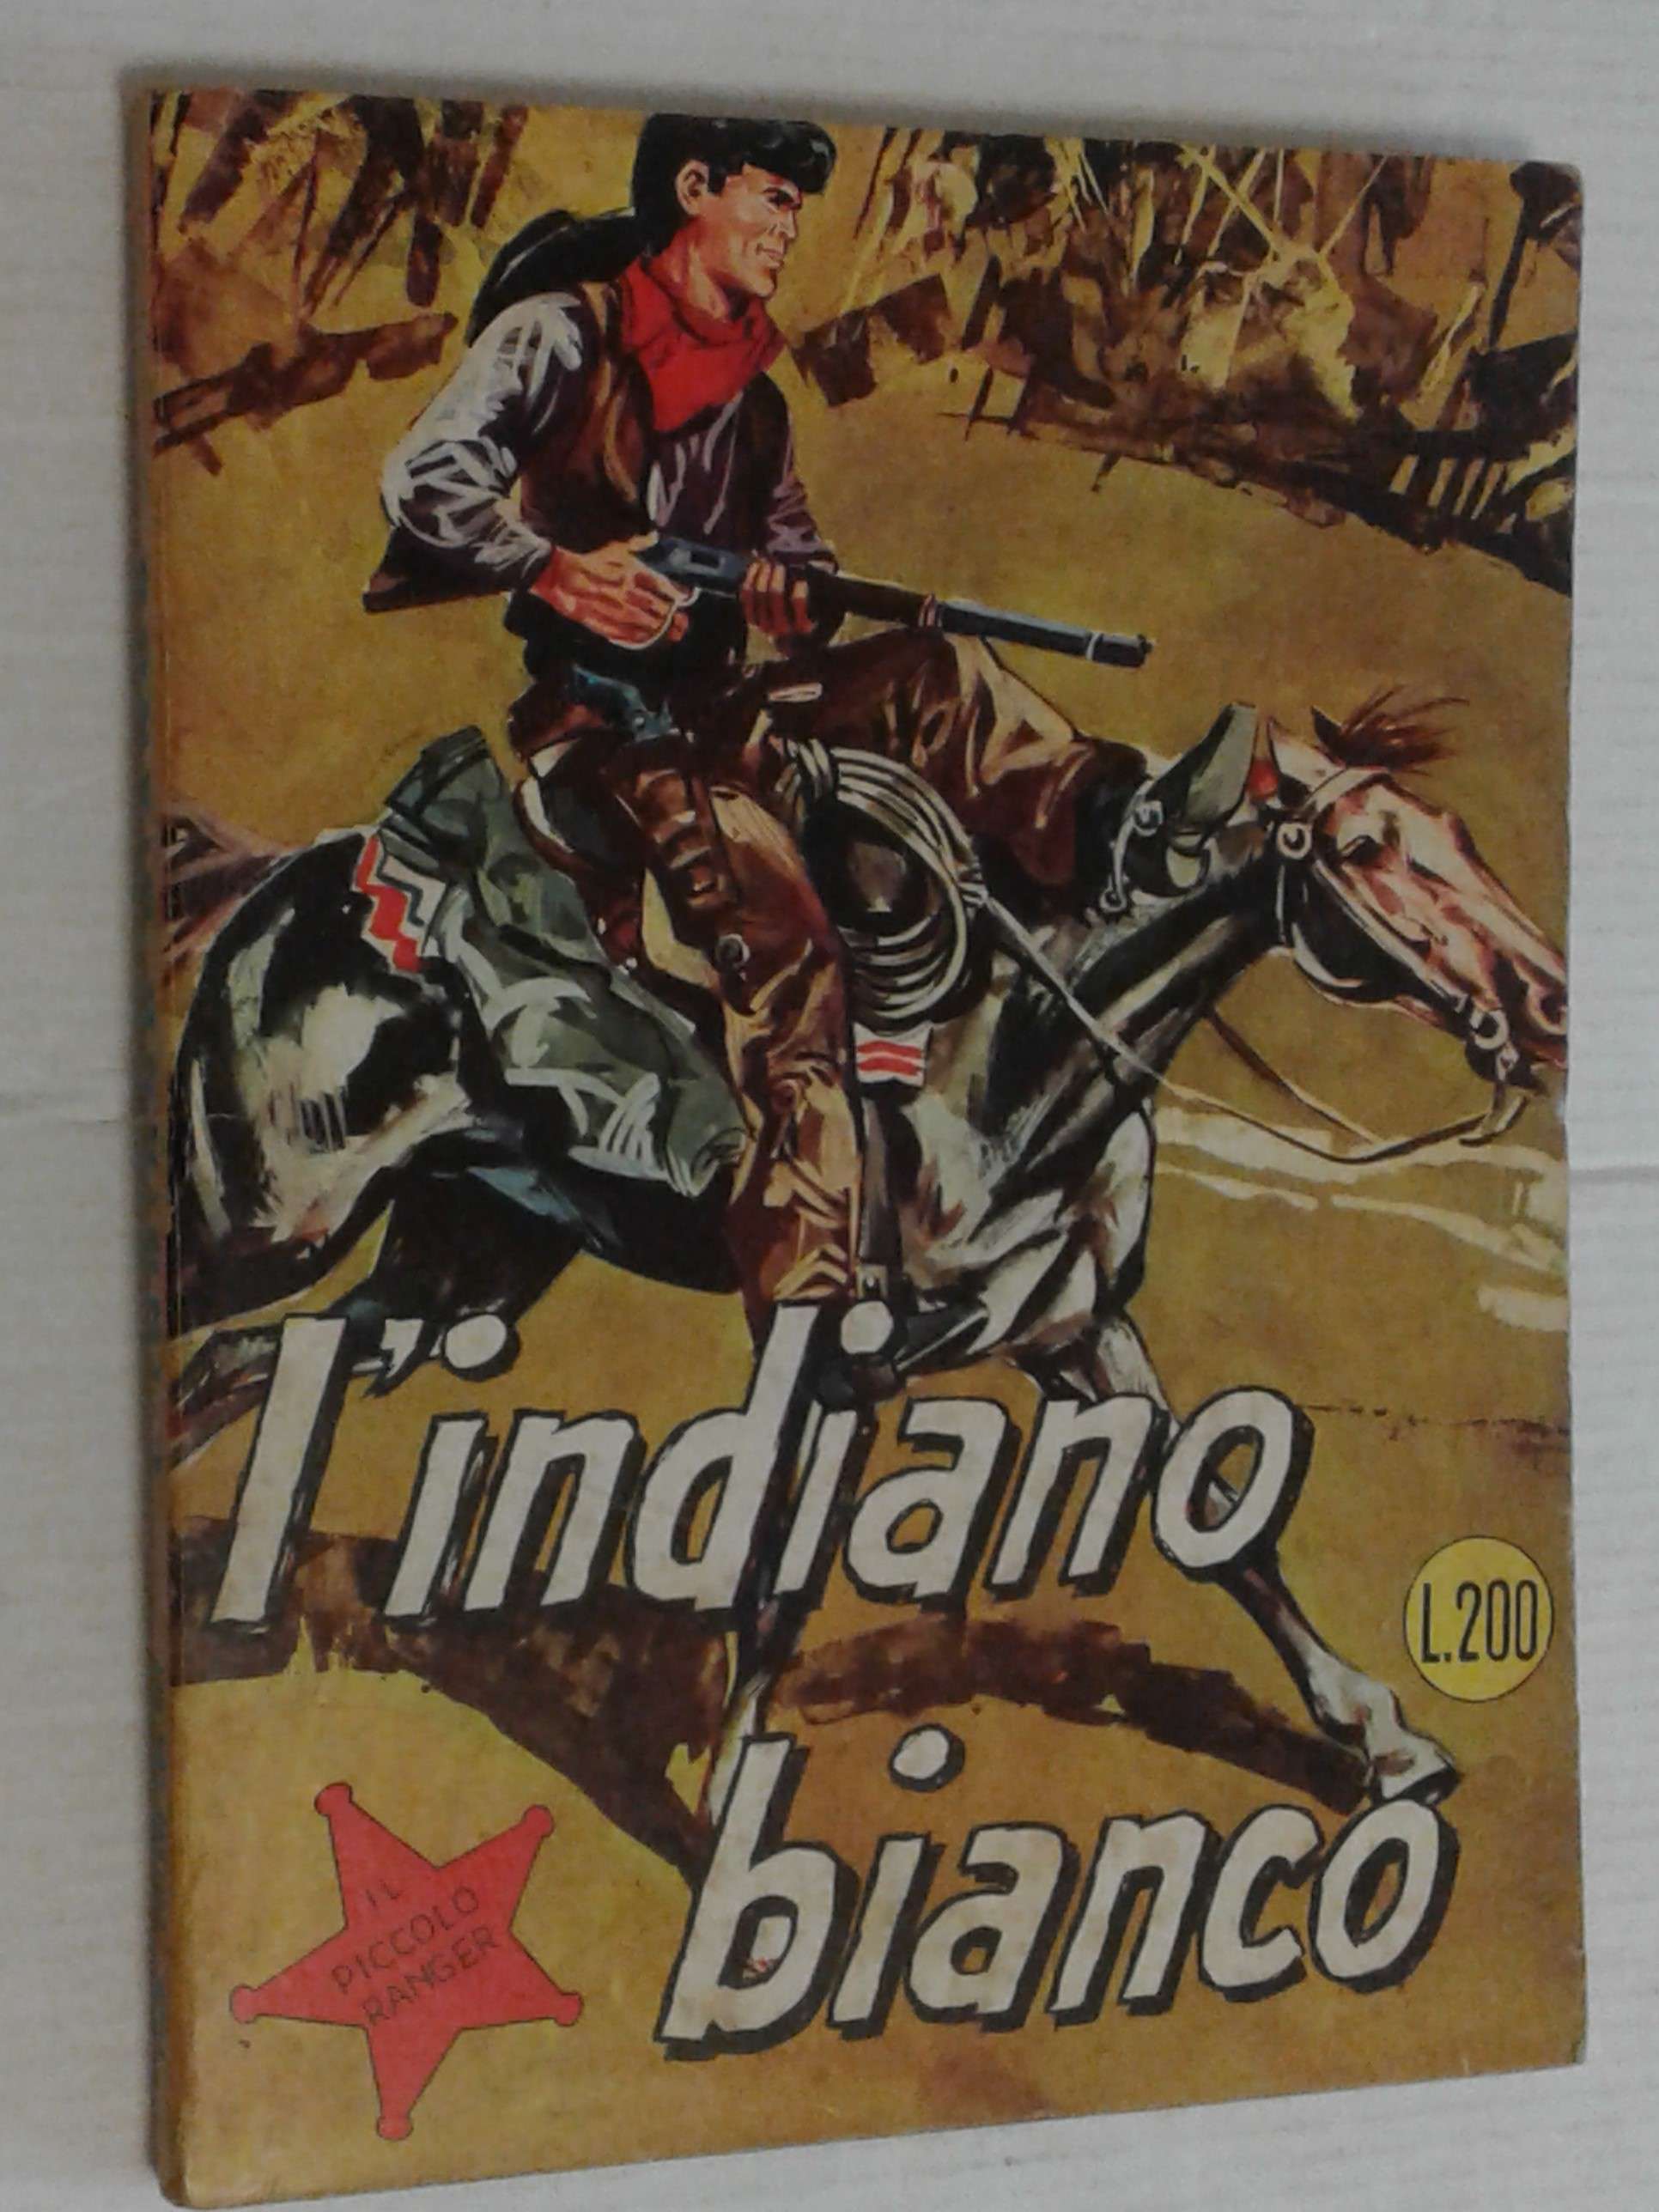 l'indiano
L.200
bianco
IL
PICCOLO
RANGER